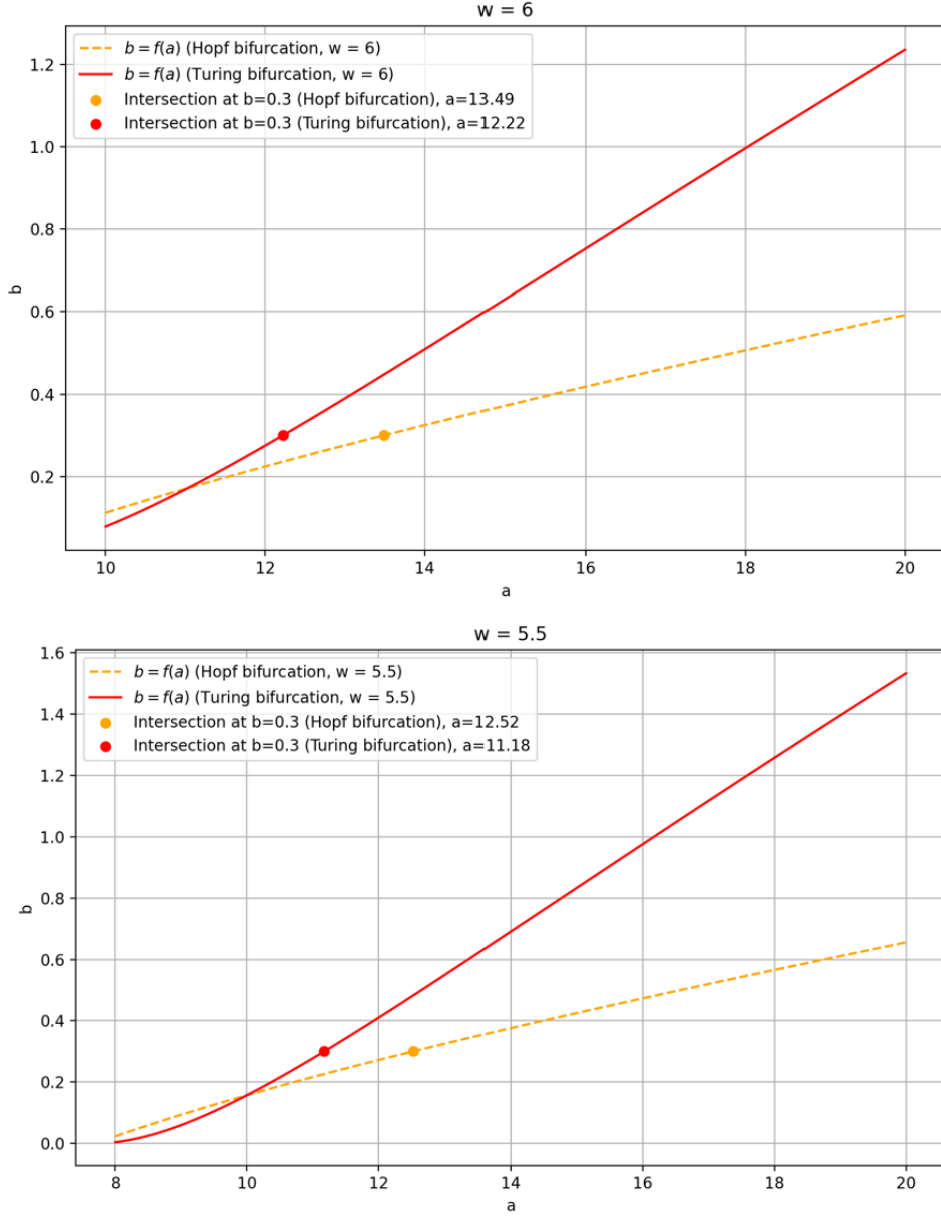 w = 6
b = f(a) (Hopf bifurcation, w = 6)
b = f(a) (Turing bifurcation, w = 6)
Intersection at b=0.3 (Hopf bifurcation), a=13.49
Intersection at b=0.3 (Turing bifurcation), a=12.22
1.2
1.0
0.8
b
0.6
0.4
0.2
10 12 14 16 18 20
a
w = 5.5
b = f(a) (Hopf bifurcation, w = 5.5)
b = f(a) (Turing bifurcation, w = 5.5)
Intersection at b=0.3 (Hopf bifurcation), a=12.52
Intersection at b=0.3 (Turing bifurcation), a=11.18
1.6
1.4
1.2
1.0
0.8
b
0.6
0.4
0.2
0.0
8 10 12 14 16 18 20
a